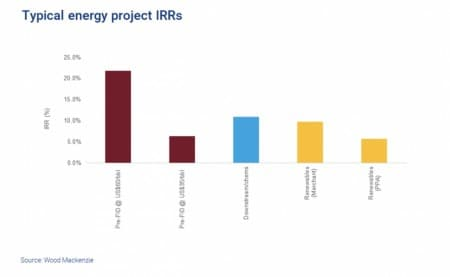 Typical energy project IRRs
25.0%
20.0%
15.0%
10.0%
5.0%
0.0%
IRR (%)
Pre-FID @ US$60/bbl
Pre-FID @ US$35/bbl
Downstream/chems
Renewables
(Merchant)
Renewables
(PPA)
Source: Wood Mackenzie